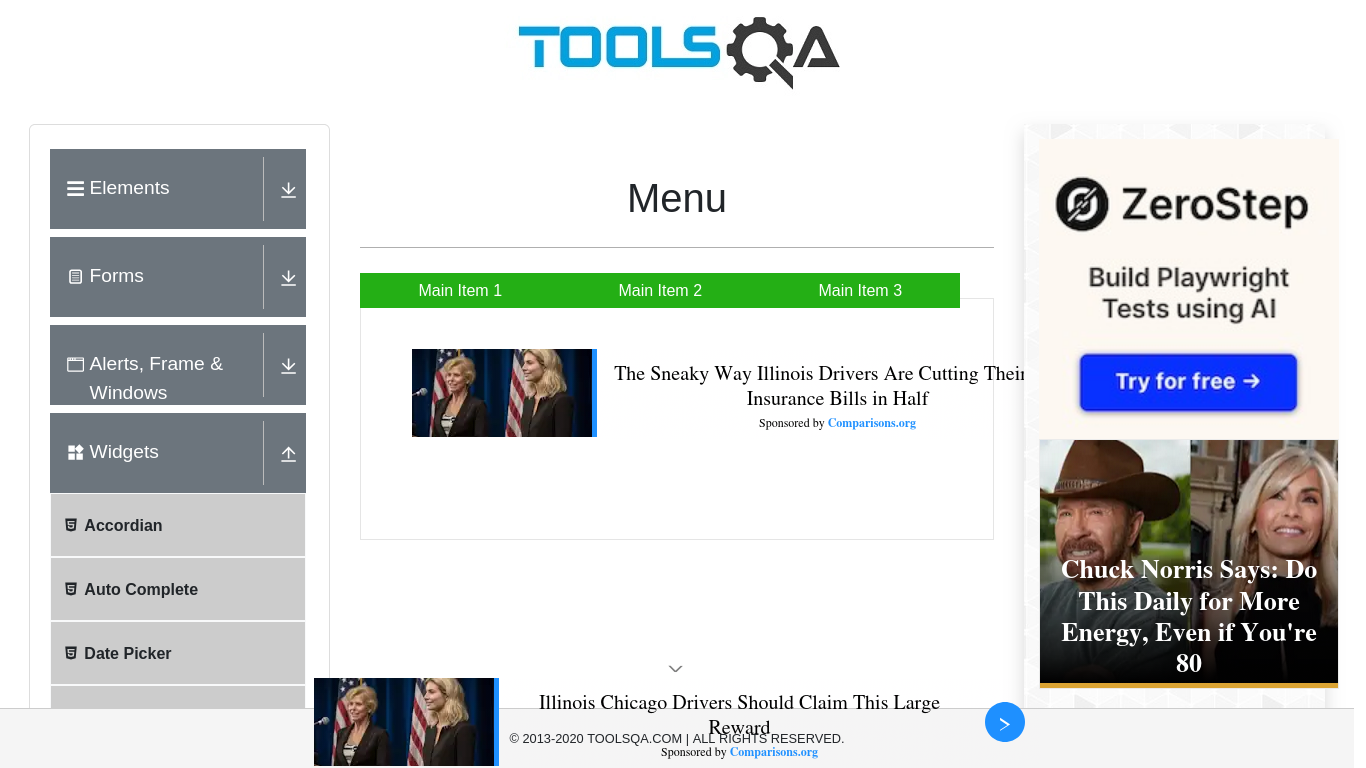 TOOLSQA
Elements
Forms
Alerts, Frame &
Windows
Widgets
Accordian
Auto Complete
Date Picker
Menu
Main Item 1
Main Item 2
Main Item 3
The Sneaky Way Illinois Drivers Are Cutting Their
Insurance Bills in Half
Sponsored by Comparisons.org
ZeroStep
Build Playwright
Tests using AI
Try for free →
Chuck Norris Says: Do
This Daily for More
Energy, Even if You're
80
Illinois Chicago Drivers Should Claim This Large
Reward
© 2013-2020 TOOLSQA.COM | ALL RIGHTS RESERVED.
Sponsored by Comparisons.org